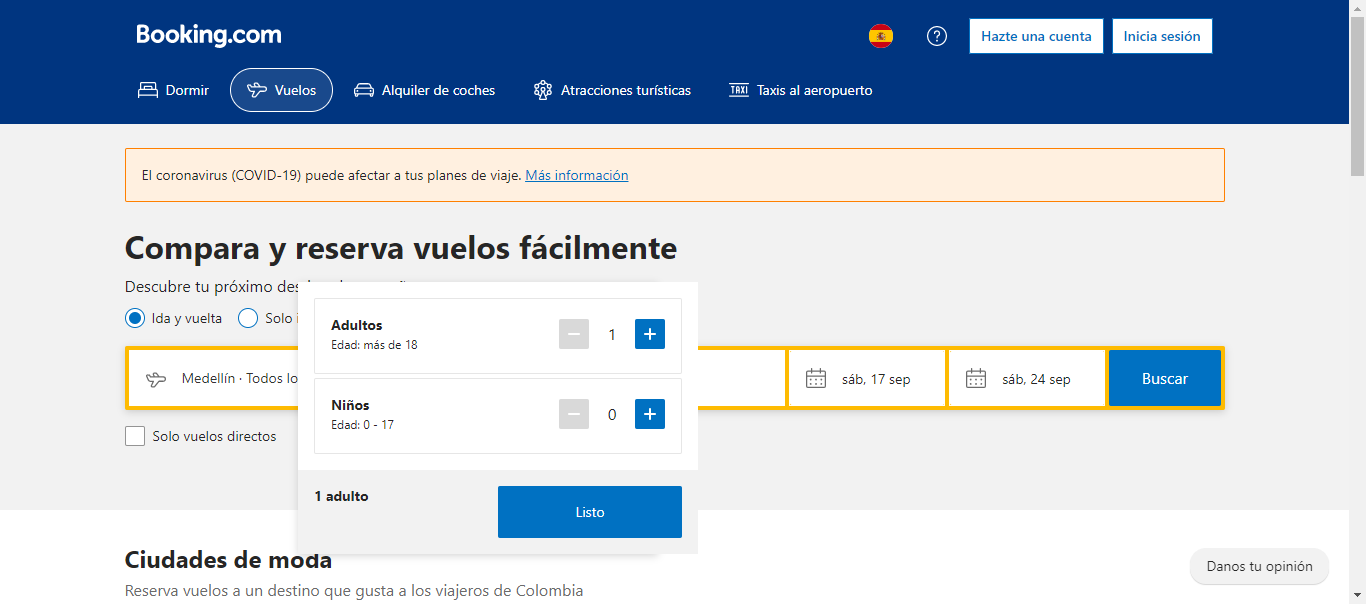 Booking.com
Hazte una cuenta
Inicia sesión
Dormir
Vuelos
Alquiler de coches
Atracciones turísticas
TAXI
Taxis al aeropuerto
El coronavirus (COVID-19) puede afectar a tus planes de viaje. Más información
Compara y reserva vuelos fácilmente
Descubre tu próximo
Ida y vuelta
Solo
Adultos
Edad: más de 18
1
Niños
Edad: 0 - 17
0
1 adulto
Listo
Medellín · Todos lo
sáb, 17 sep
sáb, 24 sep
Buscar
Solo vuelos directos
Ciudades de moda
Reserva vuelos a un destino que gusta a los viajeros de Colombia
Danos tu opinión